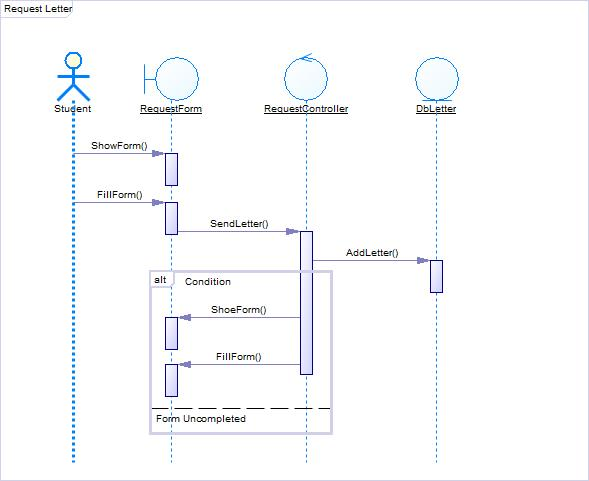 Request Letter
Student
RequestForm
RequestController
DbLetter
ShowForm()
FillForm()
SendLetter()
AddLetter()
alt
Condition
ShoeForm()
FillForm()
Form Uncompleted